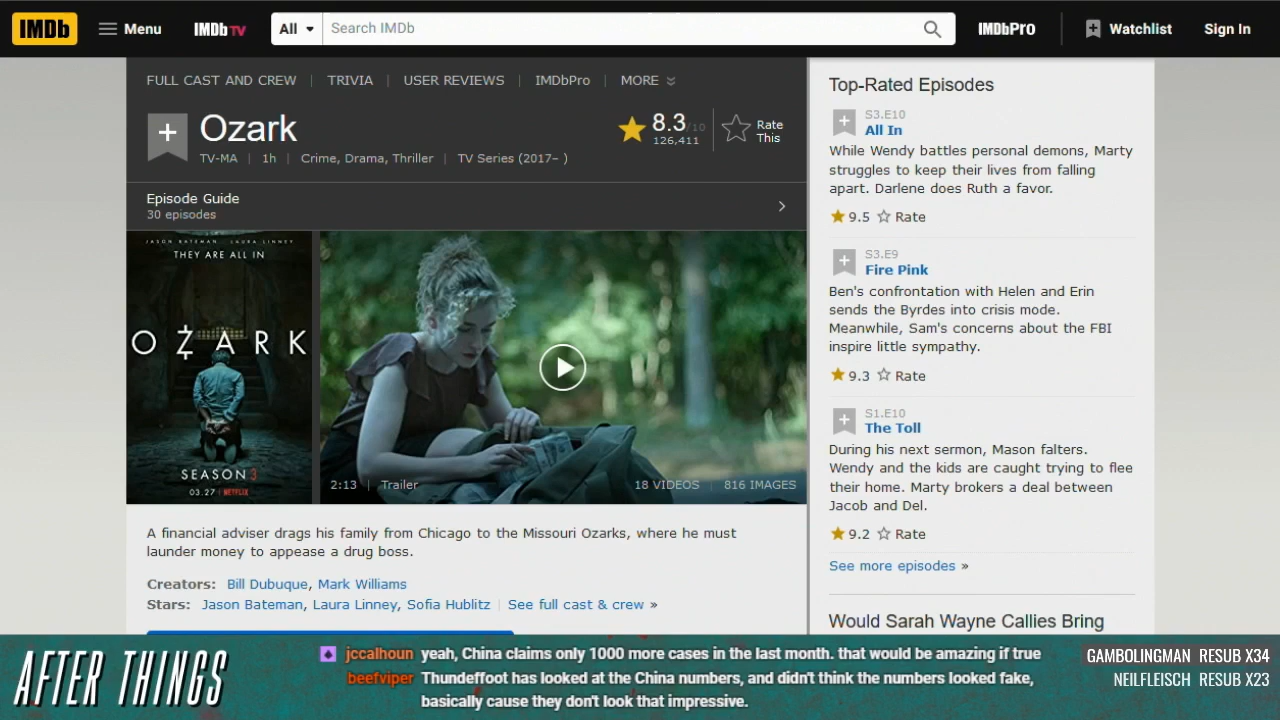 IMDb
Menu
IMDb TV
All
Search IMDb
IMDbPro
Watchlist
Sign In
FULL CAST AND CREW | TRIVIA | USER REVIEWS | IMDbPro | MORE
Ozark
TV-MA | 1h | Crime, Drama, Thriller | TV Series (2017– )
8.3/10
126,411
Rate This
Episode Guide
30 episodes
JASON BATEMAN LAURA LINNEY
THEY ARE ALL IN
OZARK
SEASON 3
03.27 | NETFLIX
2:13 | Trailer
18 VIDEOS | 816 IMAGES
A financial adviser drags his family from Chicago to the Missouri Ozarks, where he must
launder money to appease a drug boss.
Creators: Bill Dubuque, Mark Williams
Stars: Jason Bateman, Laura Linney, Sofia Hublitz | See full cast & crew »
Top-Rated Episodes
S3.E10
All In
While Wendy battles personal demons, Marty
struggles to keep their lives from falling
apart. Darlene does Ruth a favor.
9.5 Rate
S3.E9
Fire Pink
Ben's confrontation with Helen and Erin
sends the Byrdes into crisis mode.
Meanwhile, Sam's concerns about the FBI
inspire little sympathy.
9.3 Rate
S1.E10
The Toll
During his next sermon, Mason falters.
Wendy and the kids are caught trying to flee
their home. Marty brokers a deal between
Jacob and Del.
9.2 Rate
See more episodes »
Would Sarah Wayne Callies Bring
AFTER THINGS
jccalhoun yeah, China claims only 1000 more cases in the last month. that would be amazing if true
beefviper Thundeffoot has looked at the China numbers, and didn't think the numbers looked fake,
basically cause they don't look that impressive.
GAMBOLINGMAN RESUB X34
NEILFLEISCH RESUB X23